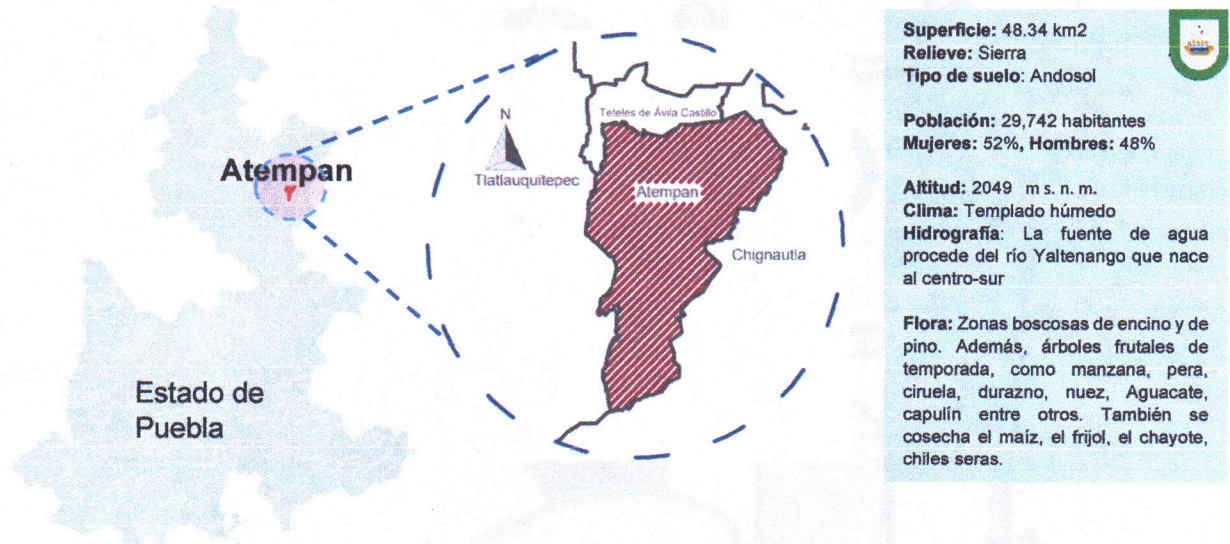 Atempan
Estado de
Puebla
N
Tlatlauquitepec
Teteles de Ávila Castillo
Atempan
Chignautla
Superficie: 48.34 km2
Relieve: Sierra
Tipo de suelo: Andosol
Población: 29,742 habitantes
Mujeres: 52%, Hombres: 48%
Altitud: 2049 m s. n. m.
Clima: Templado húmedo
Hidrografía: La fuente de agua
procede del río Yaltenango que nace
al centro-sur
Flora: Zonas boscosas de encino y de
pino. Además, árboles frutales de
temporada, como manzana, pera,
ciruela, durazno, nuez, Aguacate,
capulín entre otros. También se
cosecha el maíz, el frijol, el chayote,
chiles seras.